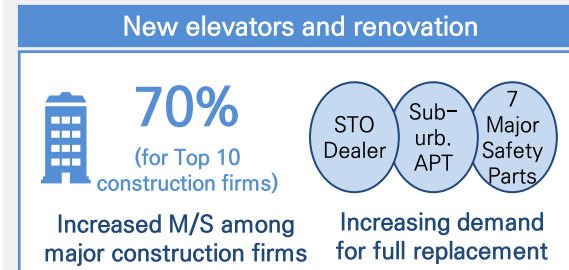 New elevators and renovation
70%
(for Top 10
construction firms)
Increased M/S among
major construction firms
STO
Dealer
Sub-
urb.
APT
7
Major
Safety
Parts
Increasing demand
for full replacement